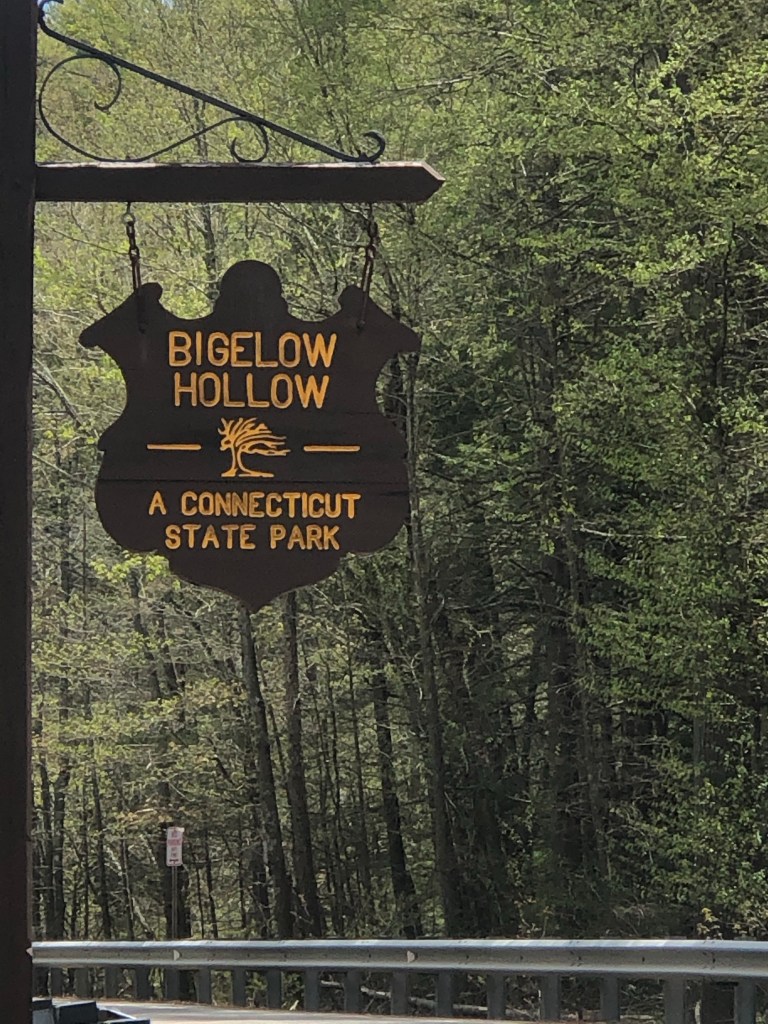 BIGELOW
HOLLOW
A CONNECTICUT
STATE PARK